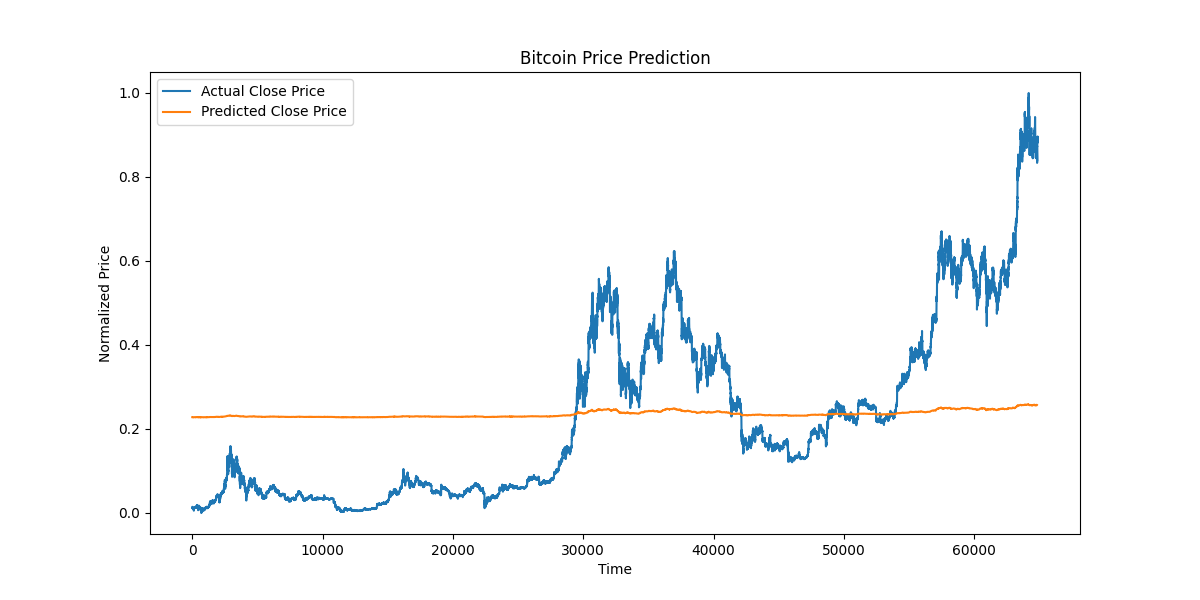 Bitcoin Price Prediction
Actual Close Price
Predicted Close Price
Normalized Price
1.0
0.8
0.6
0.4
0.2
0.0
0 10000 20000 30000 40000 50000 60000
Time